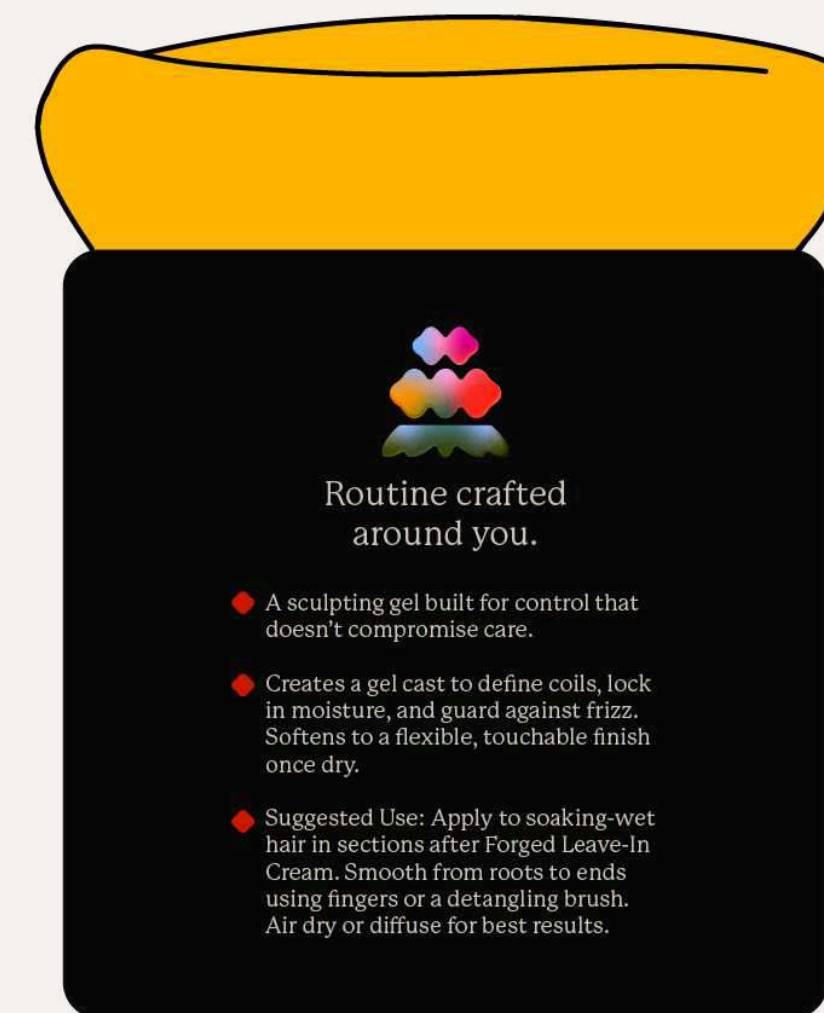 Routine crafted
around you.
A sculpting gel built for control that
doesn't compromise care.
Creates a gel cast to define coils, lock
in moisture, and guard against frizz.
Softens to a flexible, touchable finish
once dry.
Suggested Use: Apply to soaking-wet
hair in sections after Forged Leave-In
Cream. Smooth from roots to ends
using fingers or a detangling brush.
Air dry or diffuse for best results.